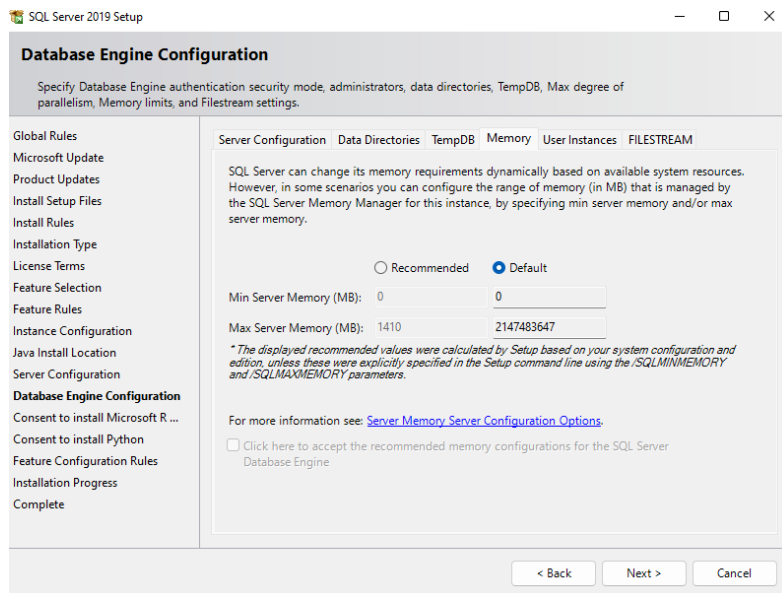 SQL Server 2019 Setup
Database Engine Configuration
Specify Database Engine authentication security mode, administrators, data directories, TempDB, Max degree of
parallelism, Memory limits, and Filestream settings.
Global Rules
Microsoft Update
Product Updates
Install Setup Files
Install Rules
Installation Type
License Terms
Feature Selection
Feature Rules
Instance Configuration
Java Install Location
Server Configuration
Database Engine Configuration
Consent to install Microsoft R ...
Consent to install Python
Feature Configuration Rules
Installation Progress
Complete
Server Configuration Data Directories TempDB Memory User Instances FILESTREAM
SQL Server can change its memory requirements dynamically based on available system resources.
However, in some scenarios you can configure the range of memory (in MB) that is managed by
the SQL Server Memory Manager for this instance, by specifying min server memory and/or max
server memory.
Recommended Default
Min Server Memory (MB): 0 0
Max Server Memory (MB): 1410 2147483647
* The displayed recommended values were calculated by Setup based on your system configuration and
edition, unless these were explicitly specified in the Setup command line using the /SQLMINMEMORY
and /SQLMAXMEMORY parameters.
For more information see: Server Memory Server Configuration Options.
Click here to accept the recommended memory configurations for the SQL Server
Database Engine
< Back Next > Cancel